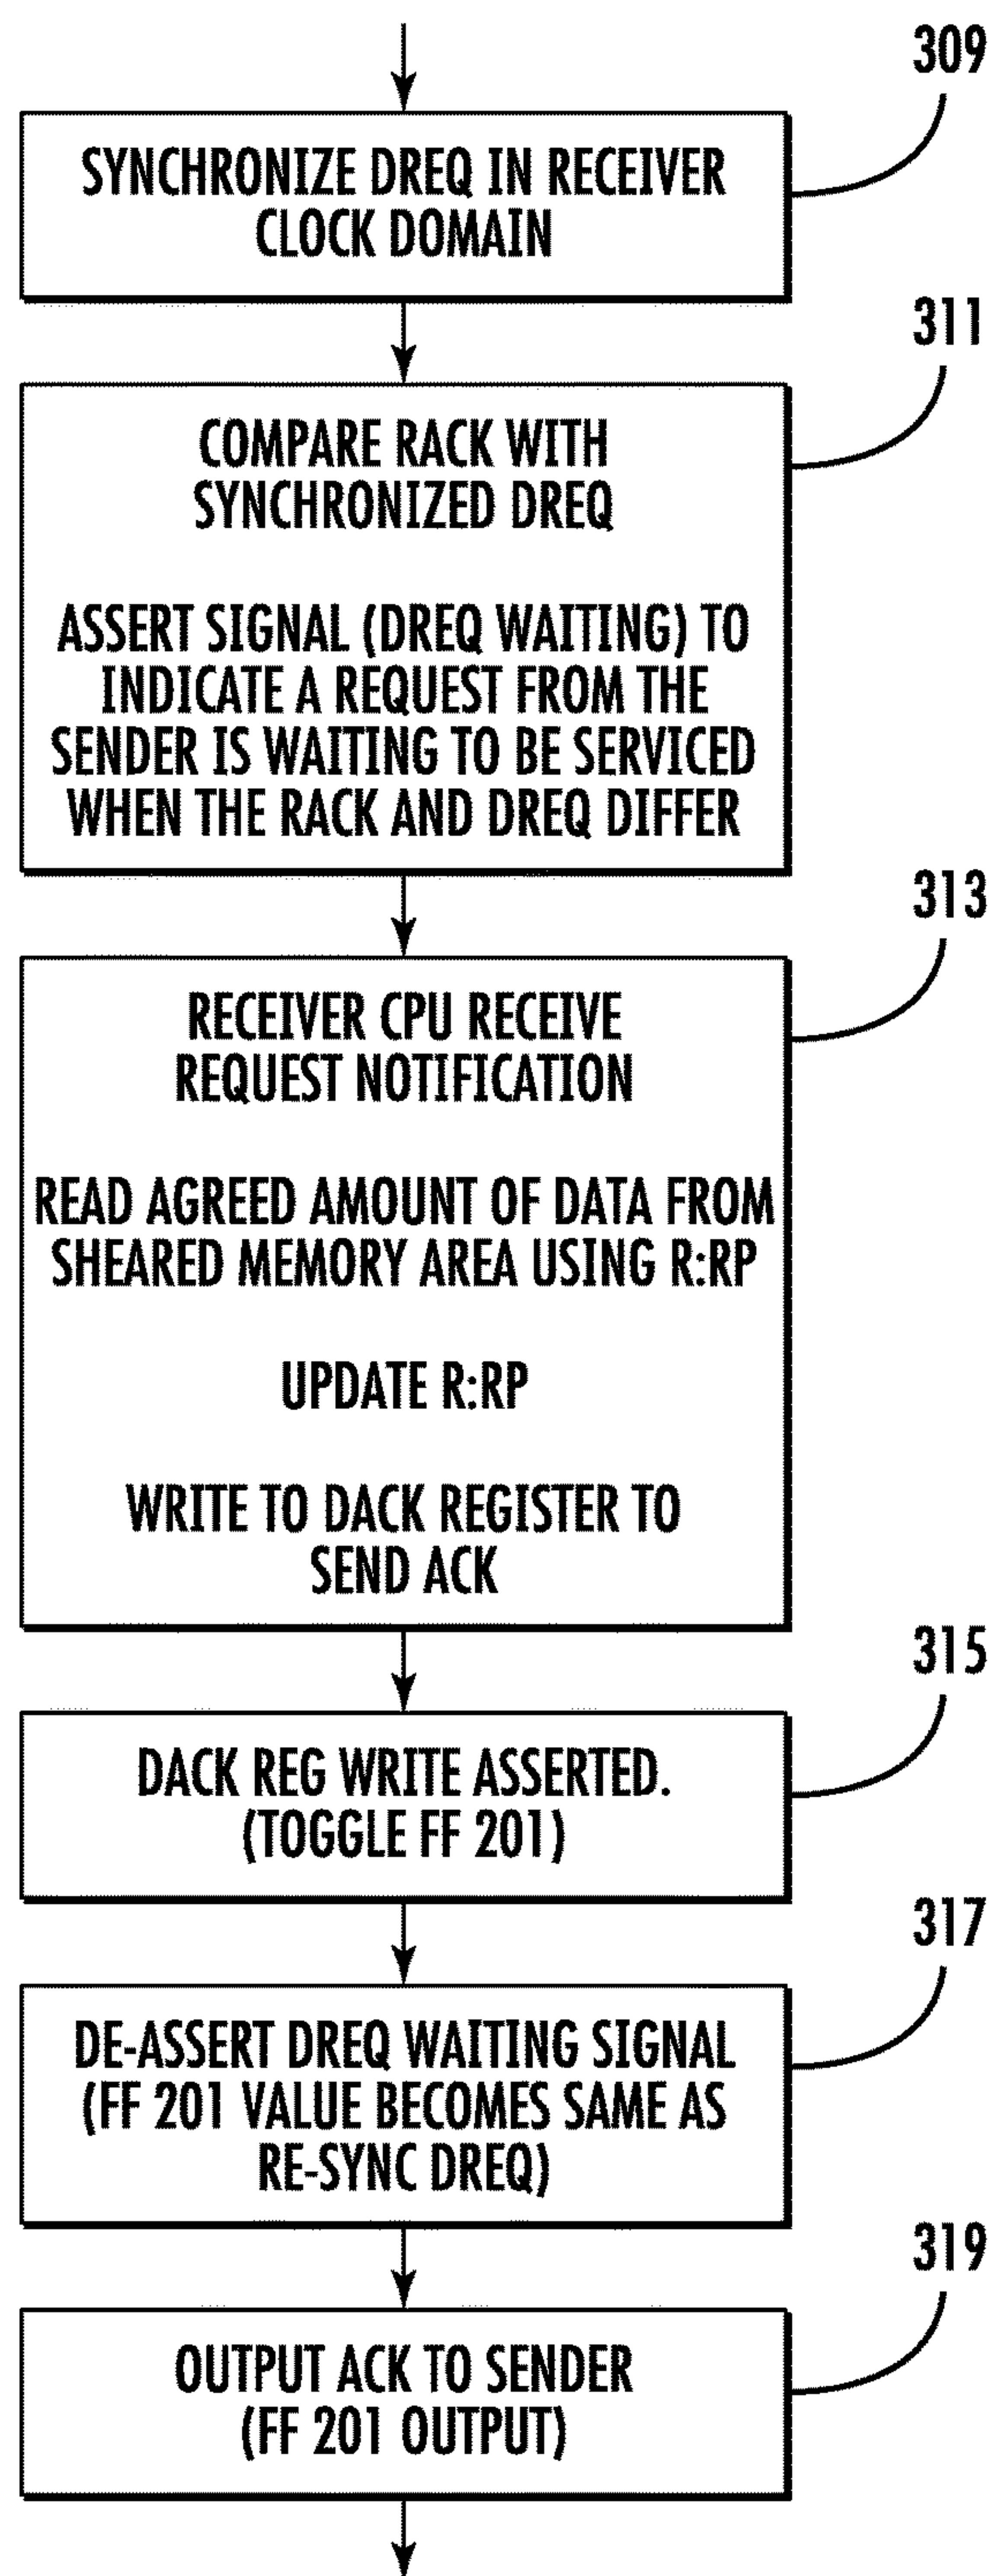 309
SYNCHRONIZE DREQ IN RECEIVER
CLOCK DOMAIN
311
COMPARE RACK WITH
SYNCHRONIZED DREQ
ASSERT SIGNAL (DREQ WAITING) TO
INDICATE A REQUEST FROM THE
SENDER IS WAITING TO BE SERVICED
WHEN THE RACK AND DREQ DIFFER
313
RECEIVER CPU RECEIVE
REQUEST NOTIFICATION
READ AGREED AMOUNT OF DATA FROM
SHEARED MEMORY AREA USING R:RP
UPDATE R:RP
WRITE TO DACK REGISTER TO
SEND ACK
315
DACK REG WRITE ASSERTED.
(TOGGLE FF 201)
317
DE-ASSERT DREQ WAITING SIGNAL
(FF 201 VALUE BECOMES SAME AS
RE-SYNC DREQ)
319
OUTPUT ACK TO SENDER
(FF 201 OUTPUT)